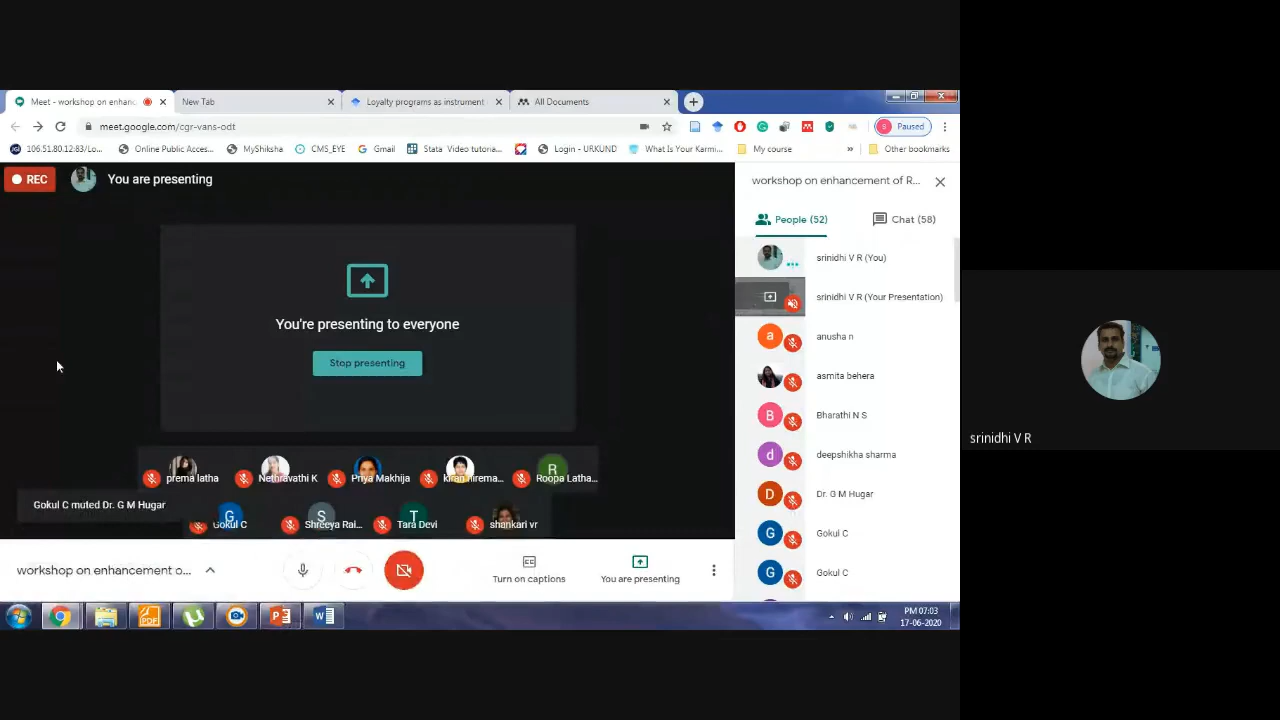 Meet - workshop on enhanc
New Tab
Loyalty programs as instrument
All Documents
meet.google.com/cgr-vans-odt
Paused
106.51.80.12:83/Lo...
Online Public Acces...
MyShiksha
CMS_EYE
Gmail
Stata Video tutoria...
Login - URKUND
What Is Your Karmi...
My course
»
Other bookmarks
REC
You are presenting
workshop on enhancement of R...
People (52)
Chat (58)
srinidhi V R (You)
srinidhi V R (Your Presentation)
a
anusha n
asmita behera
B
Bharathi N S
d
deepshikha sharma
D
Dr. G M Hugar
G
Gokul C
G
Gokul C
You're presenting to everyone
Stop presenting
prema latha
Nethravathi K
Priya Makhija
kiran hirema...
R
Roopa Latha...
Gokul C muted Dr. G M Hugar
G
Gokul C
S
Shreeya Rai...
T
Tara Devi
shankari vr
workshop on enhancement o...
Turn on captions
You are presenting
PM 07:03
17-06-2020
srinidhi V R